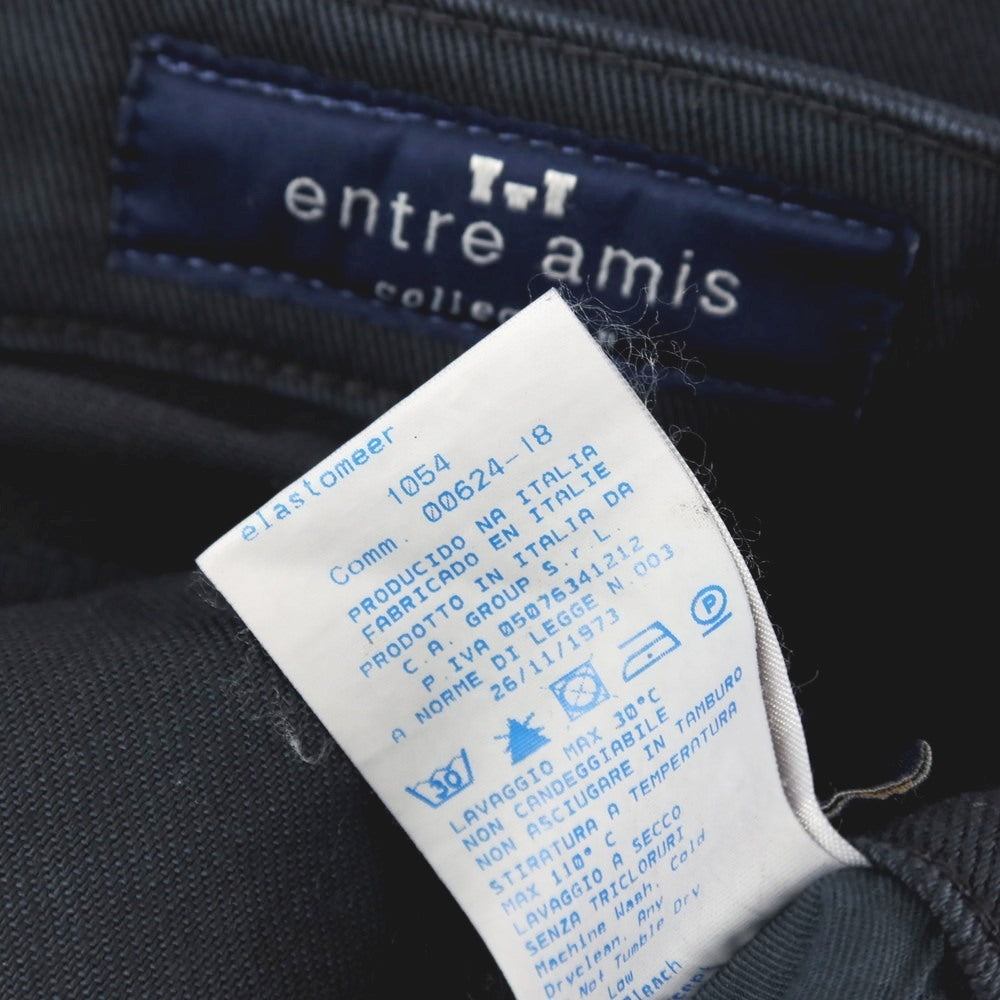 entre amis
elastomeer
1054
Comm. 00624-18
PRODUCIDO NA ITALIA
FABRICADO EN ITALIE
PRODOTTO IN ITALIA DA
C.A. GROUP S.r L
P.IVA 05076341212
A NORME DI LEGGE N 003
26/11/1973
30
P
LAVAGGIO MAX 30°C
NON CANDEGGIABILE
NON ASCIUGARE IN TAMBURO
STIRATURA A TEMPERATURA
MAX 110° C
LAVAGGIO A SECCO
SENZA TRICLORURI
Machine Wash, Cold
Dryclean, Any
Not Tumble Dry
Low